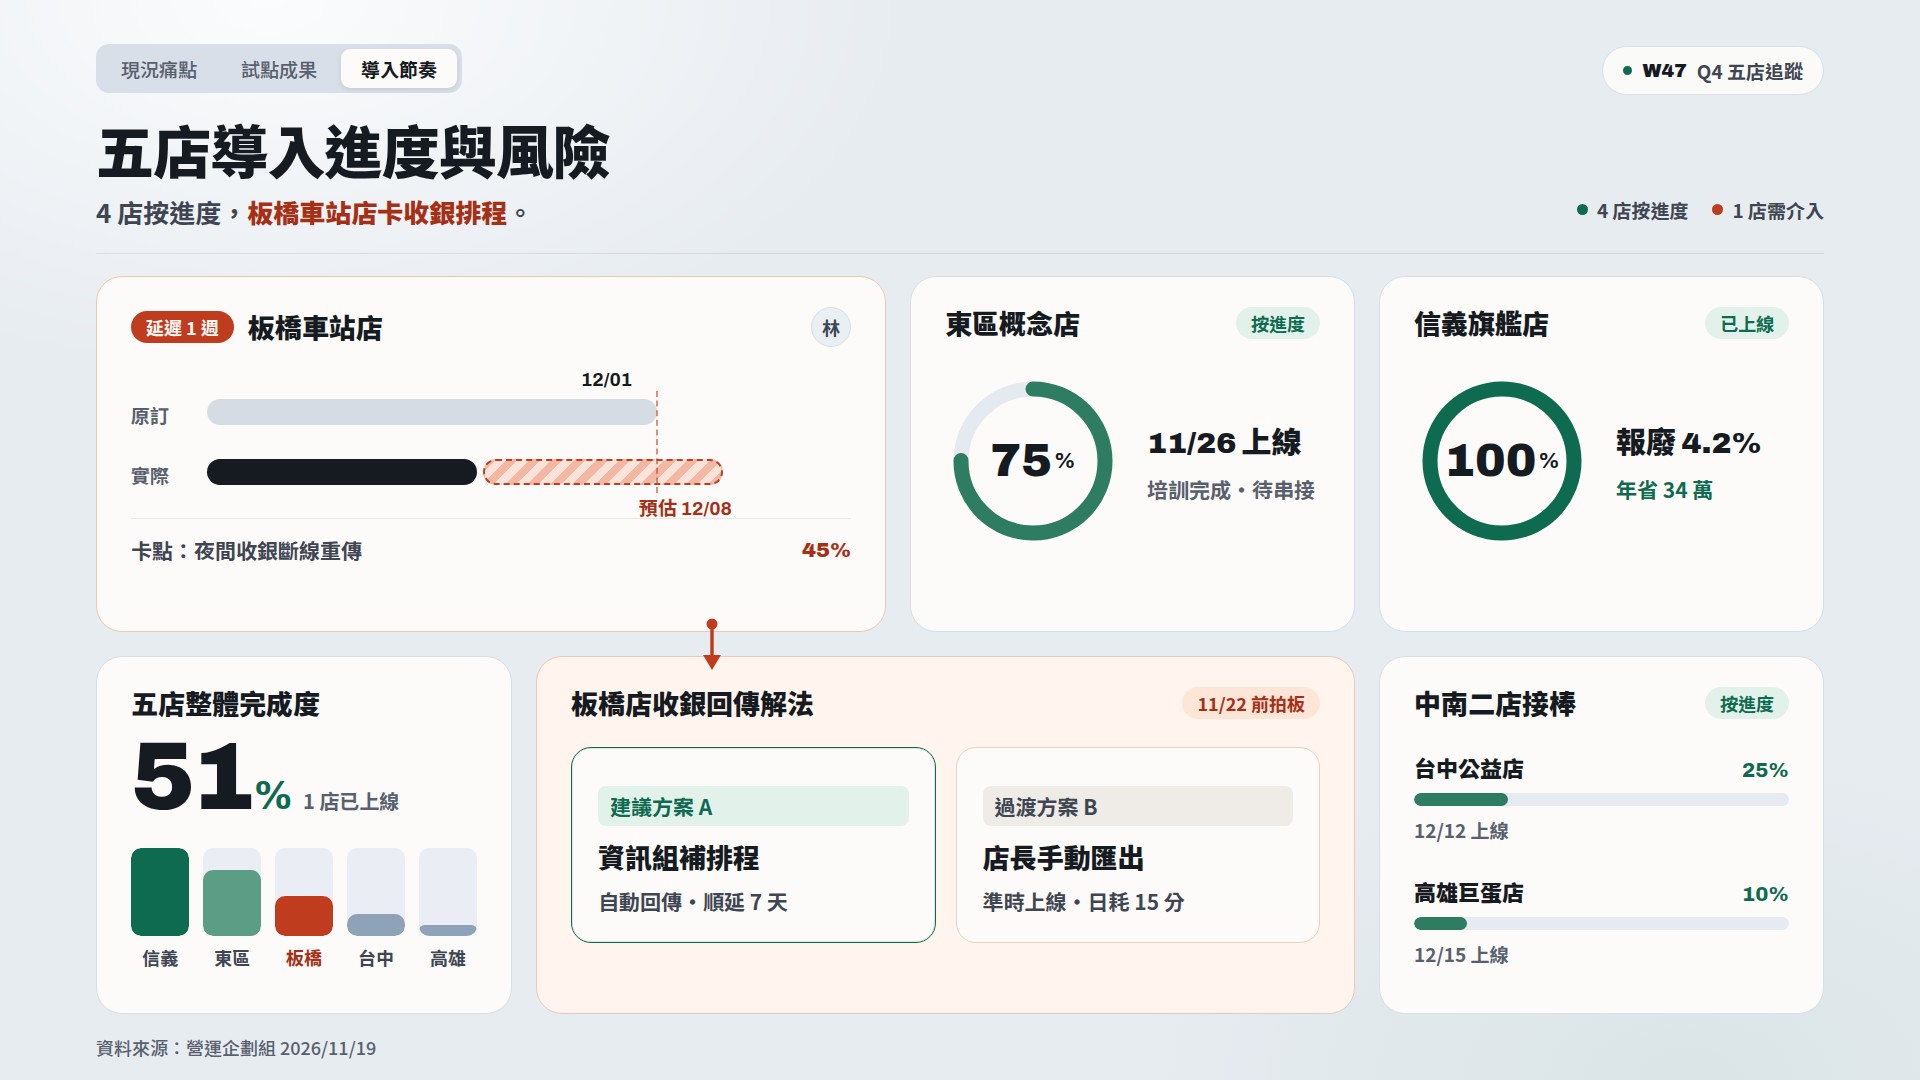 現況痛點
試點成果
導入節奏
W47 Q4 五店追蹤
五店導入進度與風險
4 店按進度，板橋車站店卡收銀排程。
4 店按進度
1 店需介入
延遲 1 週
板橋車站店
林
12/01
原訂
實際
預估 12/08
卡點：夜間收銀斷線重傳
45%
東區概念店
按進度
75%
11/26 上線
培訓完成・待串接
信義旗艦店
已上線
100%
報廢 4.2%
年省 34 萬
五店整體完成度
51% 1 店已上線
信義
東區
板橋
台中
高雄
板橋店收銀回傳解法
11/22 前拍板
建議方案 A
資訊組補排程
自動回傳・順延 7 天
過渡方案 B
店長手動匯出
準時上線・日耗 15 分
中南二店接棒
按進度
台中公益店
25%
12/12 上線
高雄巨蛋店
10%
12/15 上線
資料來源：營運企劃組 2026/11/19